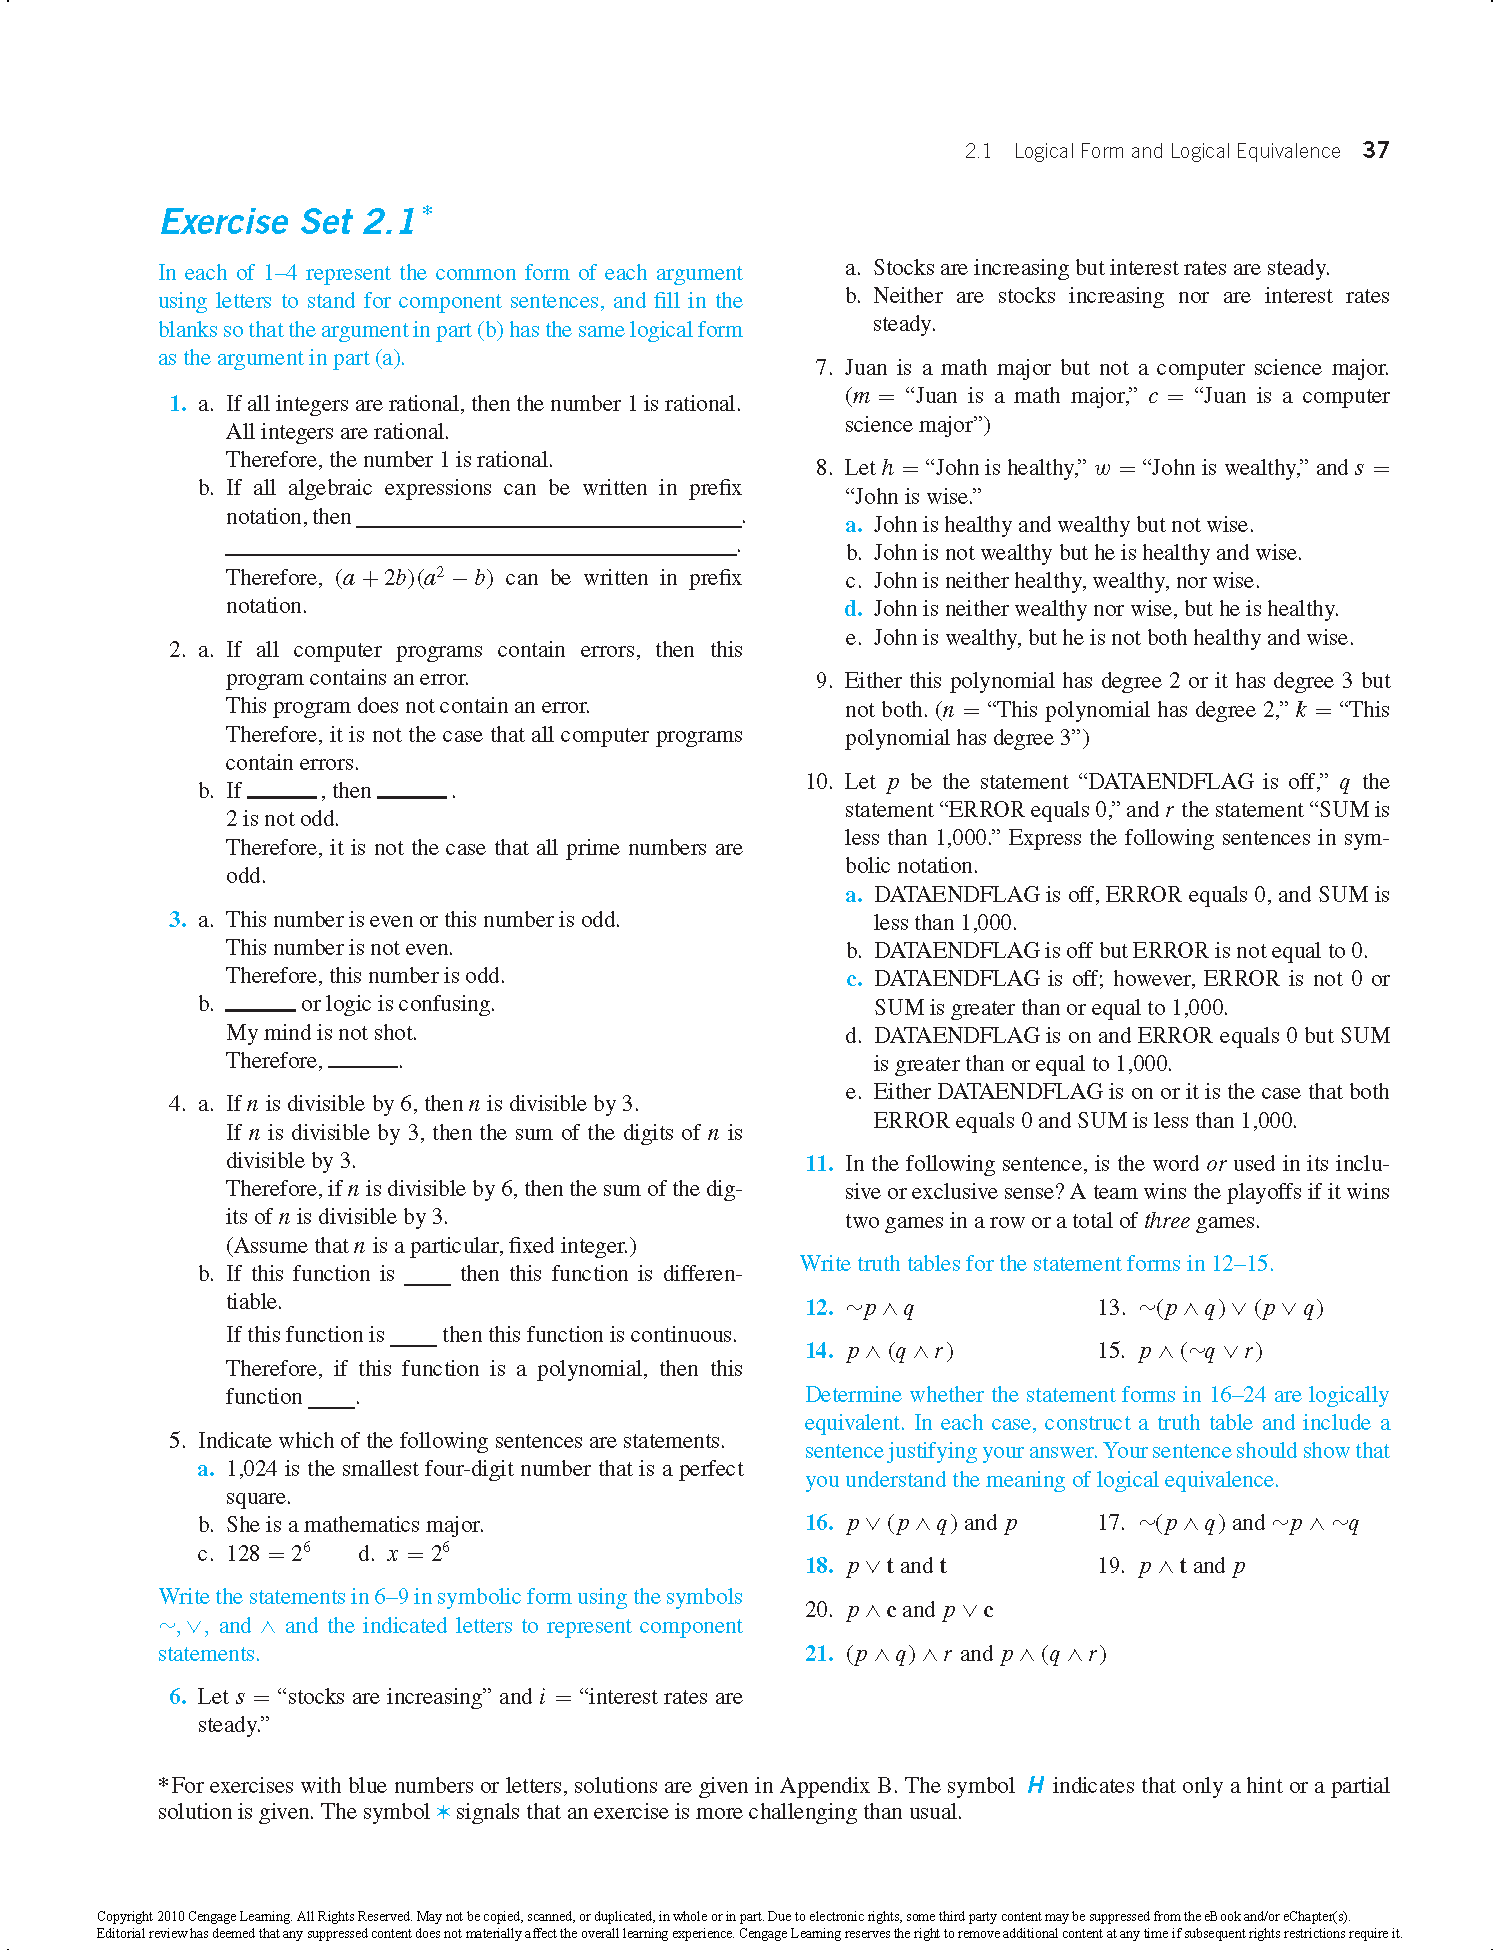 2.1 Logical Form and Logical Equivalence 37
Exercise Set 2.1*
In each of 1–4 represent the common form of each argument
using letters to stand for component sentences, and fill in the
blanks so that the argument in part (b) has the same logical form
as the argument in part (a).
1. a. If all integers are rational, then the number 1 is rational.
All integers are rational.
Therefore, the number 1 is rational.
b. If all algebraic expressions can be written in prefix
notation, then ______.
______.
Therefore, (a + 2b)(a² − b) can be written in prefix
notation.
2. a. If all computer programs contain errors, then this
program contains an error.
This program does not contain an error.
Therefore, it is not the case that all computer programs
contain errors.
b. If ______ , then ______ .
2 is not odd.
Therefore, it is not the case that all prime numbers are
odd.
3. a. This number is even or this number is odd.
This number is not even.
Therefore, this number is odd.
b. ______ or logic is confusing.
My mind is not shot.
Therefore, ______.
4. a. If n is divisible by 6, then n is divisible by 3.
If n is divisible by 3, then the sum of the digits of n is
divisible by 3.
Therefore, if n is divisible by 6, then the sum of the dig-
its of n is divisible by 3.
(Assume that n is a particular, fixed integer.)
b. If this function is ____ then this function is differen-
tiable.
If this function is ____ then this function is continuous.
Therefore, if this function is a polynomial, then this
function ____.
5. Indicate which of the following sentences are statements.
a. 1,024 is the smallest four-digit number that is a perfect
square.
b. She is a mathematics major.
c. 128 = 2⁶ d. x = 2⁶
Write the statements in 6–9 in symbolic form using the symbols
∼, ∨, and ∧ and the indicated letters to represent component
statements.
6. Let s = “stocks are increasing” and i = “interest rates are
steady.”
a. Stocks are increasing but interest rates are steady.
b. Neither are stocks increasing nor are interest rates
steady.
7. Juan is a math major but not a computer science major.
(m = “Juan is a math major,” c = “Juan is a computer
science major”)
8. Let h = “John is healthy,” w = “John is wealthy,” and s =
“John is wise.”
a. John is healthy and wealthy but not wise.
b. John is not wealthy but he is healthy and wise.
c. John is neither healthy, wealthy, nor wise.
d. John is neither wealthy nor wise, but he is healthy.
e. John is wealthy, but he is not both healthy and wise.
9. Either this polynomial has degree 2 or it has degree 3 but
not both. (n = “This polynomial has degree 2,” k = “This
polynomial has degree 3”)
10. Let p be the statement “DATAENDFLAG is off,” q the
statement “ERROR equals 0,” and r the statement “SUM is
less than 1,000.” Express the following sentences in sym-
bolic notation.
a. DATAENDFLAG is off, ERROR equals 0, and SUM is
less than 1,000.
b. DATAENDFLAG is off but ERROR is not equal to 0.
c. DATAENDFLAG is off; however, ERROR is not 0 or
SUM is greater than or equal to 1,000.
d. DATAENDFLAG is on and ERROR equals 0 but SUM
is greater than or equal to 1,000.
e. Either DATAENDFLAG is on or it is the case that both
ERROR equals 0 and SUM is less than 1,000.
11. In the following sentence, is the word or used in its inclu-
sive or exclusive sense? A team wins the playoffs if it wins
two games in a row or a total of three games.
Write truth tables for the statement forms in 12–15.
12. ∼p ∧ q 13. ∼(p ∧ q) ∨ (p ∨ q)
14. p ∧ (q ∧ r) 15. p ∧ (∼q ∨ r)
Determine whether the statement forms in 16–24 are logically
equivalent. In each case, construct a truth table and include a
sentence justifying your answer. Your sentence should show that
you understand the meaning of logical equivalence.
16. p ∨ (p ∧ q) and p 17. ∼(p ∧ q) and ∼p ∧ ∼q
18. p ∨ t and t 19. p ∧ t and p
20. p ∧ c and p ∨ c
21. (p ∧ q) ∧ r and p ∧ (q ∧ r)
*For exercises with blue numbers or letters, solutions are given in Appendix B. The symbol H indicates that only a hint or a partial
solution is given. The symbol ✶ signals that an exercise is more challenging than usual.
Copyright 2010 Cengage Learning. All Rights Reserved. May not be copied, scanned, or duplicated, in whole or in part. Due to electronic rights, some third party content may be suppressed from the eBook and/or eChapter(s).
Editorial review has deemed that any suppressed content does not materially affect the overall learning experience. Cengage Learning reserves the right to remove additional content at any time if subsequent rights restrictions require it.